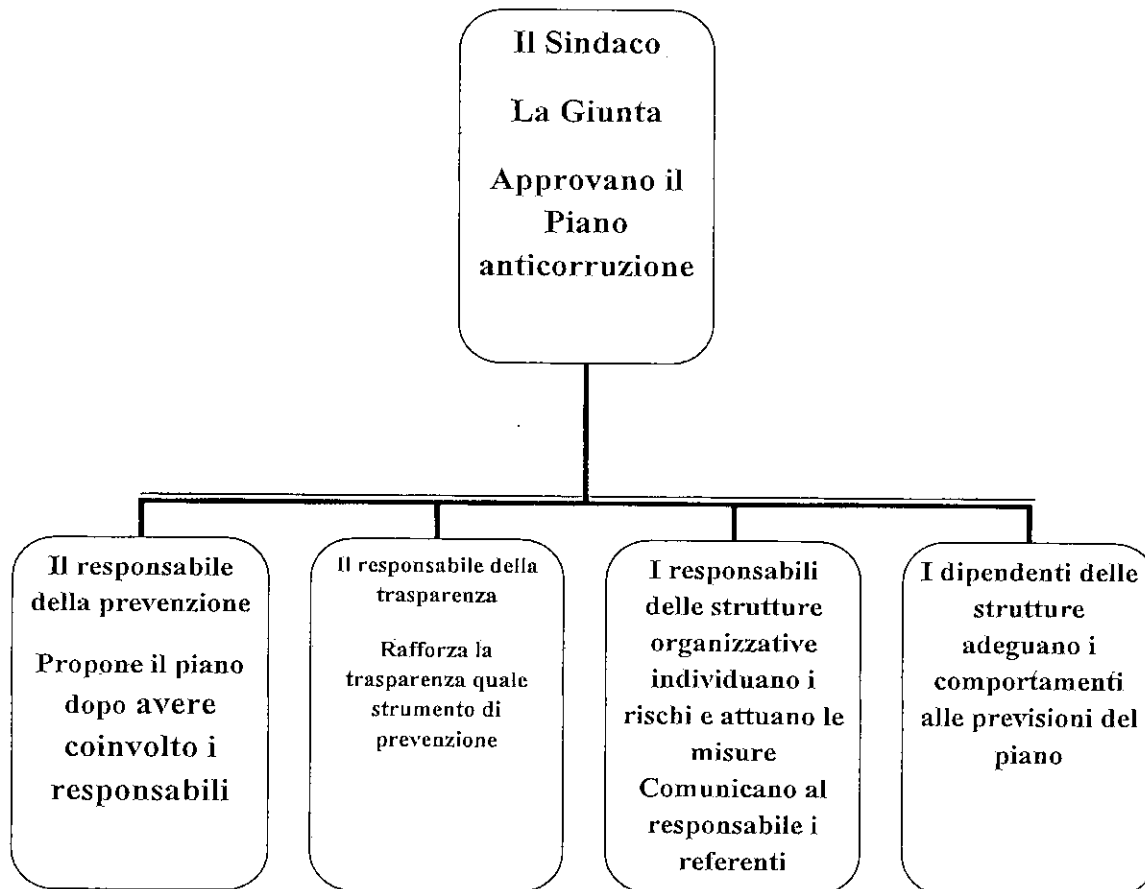 Il Sindaco
La Giunta
Approvano il
Piano
anticorruzione
Il responsabile
della prevenzione
Propone il piano
dopo avere
coinvolto i
responsabili
Il responsabile della
trasparenza
Rafforza la
trasparenza quale
strumento di
prevenzione
I responsabili
delle strutture
organizzative
individuano i
rischi e attuano le
misure
Comunicano al
responsabile i
referenti
I dipendenti delle
strutture
adeguano i
comportamenti
alle previsioni del
piano